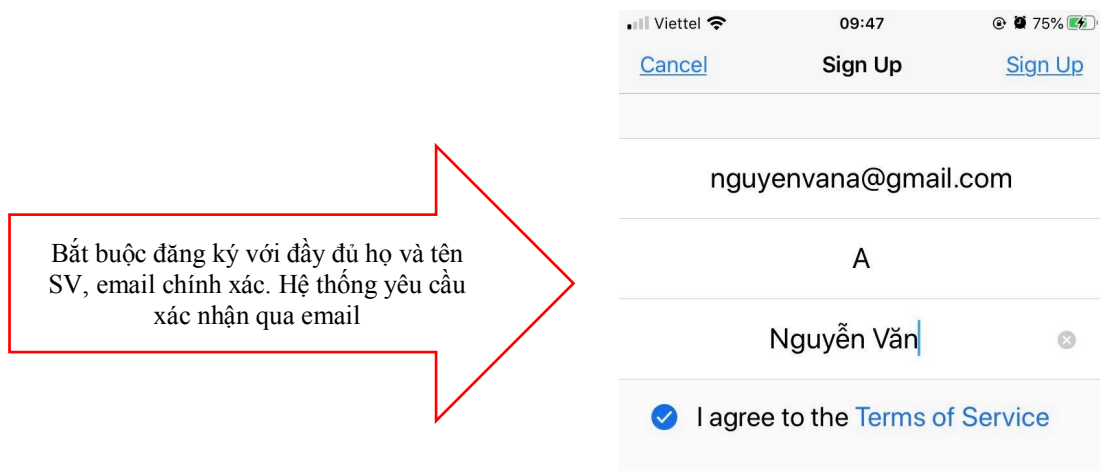 Bắt buộc đăng ký với đầy đủ họ và tên
SV, email chính xác. Hệ thống yêu cầu
xác nhận qua email
Viettel 09:47 75%
Cancel Sign Up Sign Up
nguyenvana@gmail.com
A
Nguyễn Văn
I agree to the Terms of Service